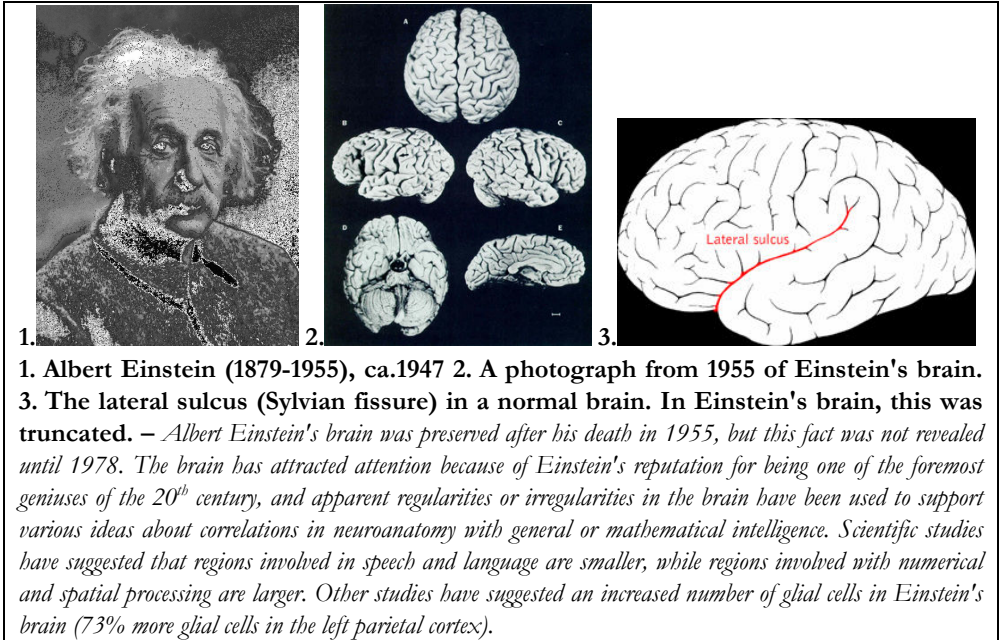 A
B
C
D
E
Lateral sulcus
1.
2.
3.
1. Albert Einstein (1879-1955), ca.1947 2. A photograph from 1955 of Einstein's brain.
3. The lateral sulcus (Sylvian fissure) in a normal brain. In Einstein's brain, this was
truncated. – Albert Einstein's brain was preserved after his death in 1955, but this fact was not revealed
until 1978. The brain has attracted attention because of Einstein's reputation for being one of the foremost
geniuses of the 20th century, and apparent regularities or irregularities in the brain have been used to support
various ideas about correlations in neuroanatomy with general or mathematical intelligence. Scientific studies
have suggested that regions involved in speech and language are smaller, while regions involved with numerical
and spatial processing are larger. Other studies have suggested an increased number of glial cells in Einstein's
brain (73% more glial cells in the left parietal cortex).